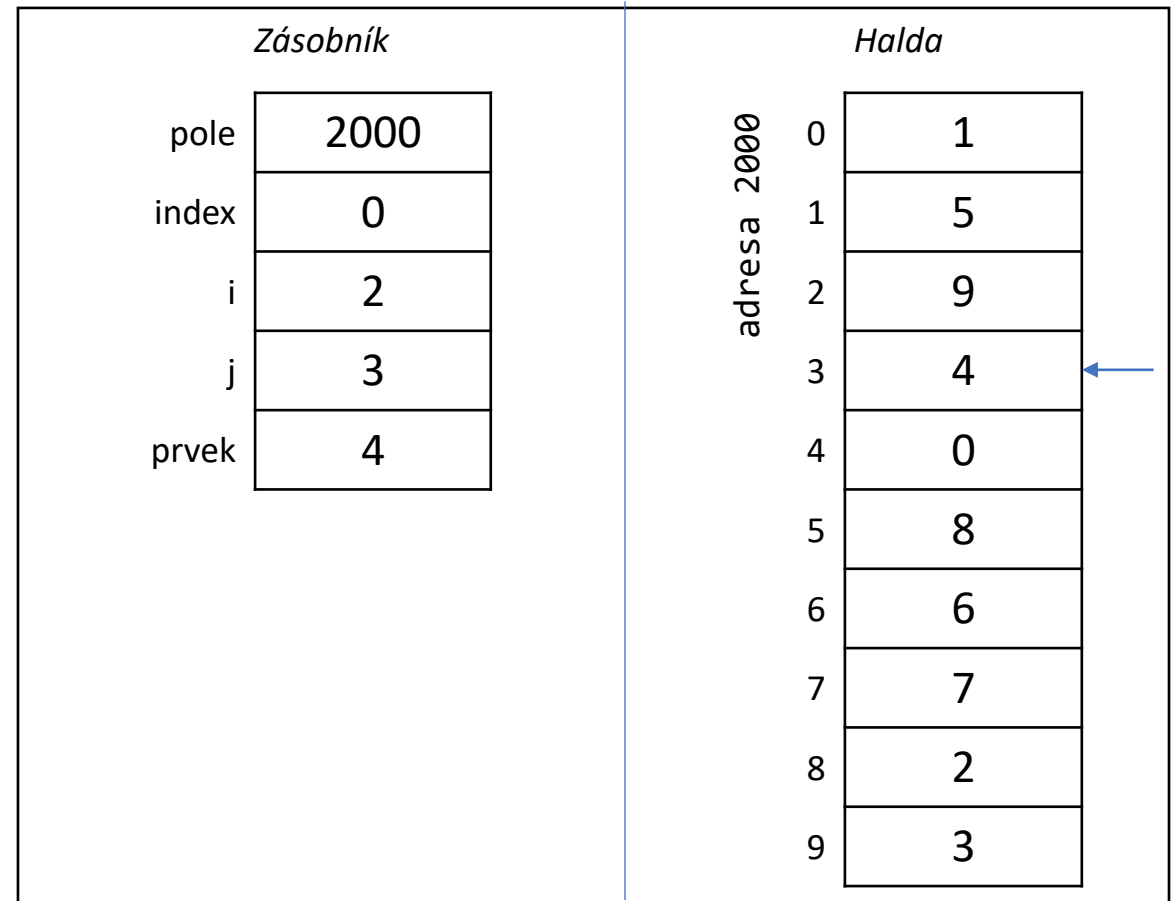 Zásobník
pole 2000
index 0
i 2
j 3
prvek 4
Halda
adresa 2000
0 1
1 5
2 9
3 4
4 0
5 8
6 6
7 7
8 2
9 3